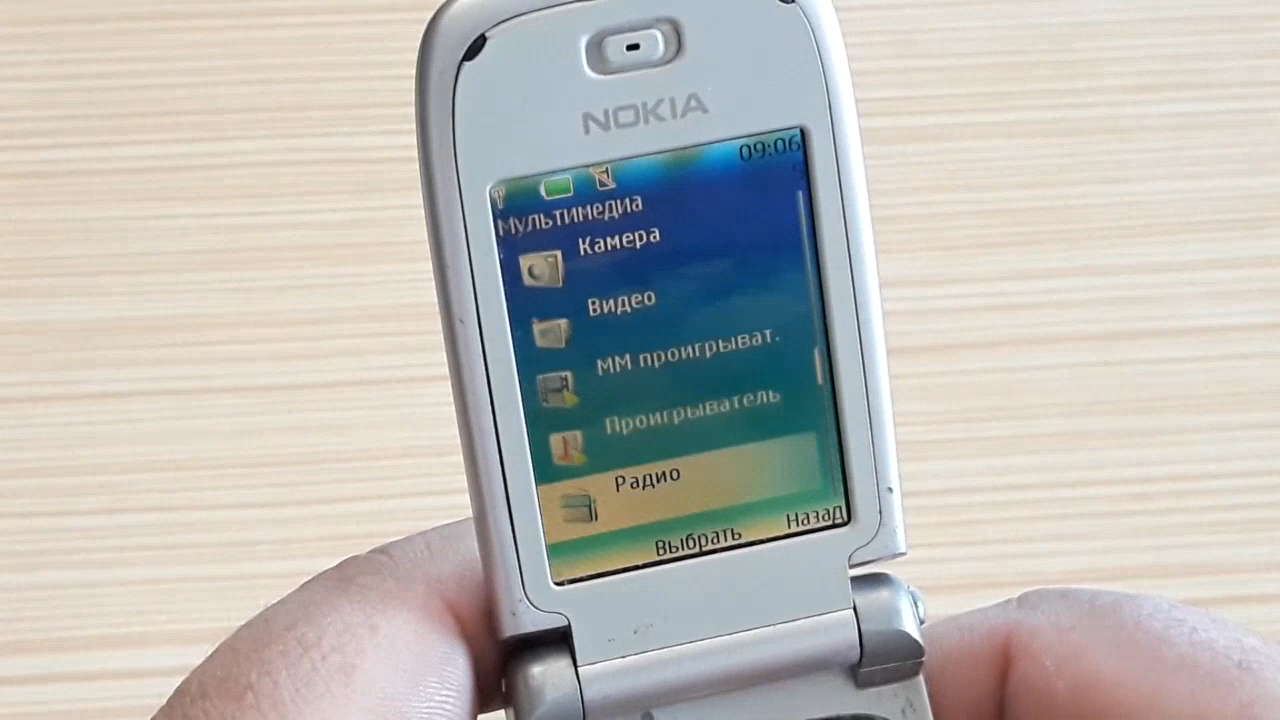 NOKIA
09:06
Мультимедиа
Камера
Видео
ММ проигрыват.
Проигрыватель
Радио
Выбрать Назад